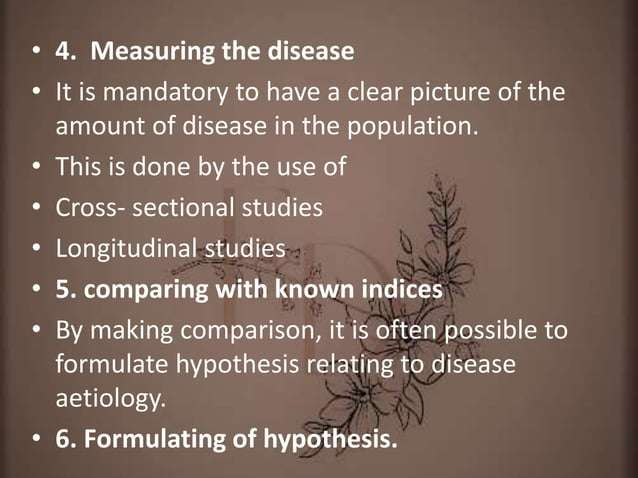 • 4. Measuring the disease
• It is mandatory to have a clear picture of the
amount of disease in the population.
• This is done by the use of
• Cross- sectional studies
• Longitudinal studies
• 5. comparing with known indices
• By making comparison, it is often possible to
formulate hypothesis relating to disease
aetiology.
• 6. Formulating of hypothesis.